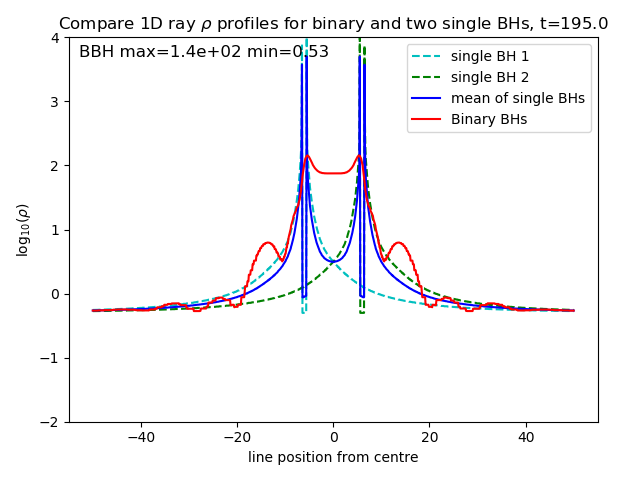 Compare 1D ray ρ profiles for binary and two single BHs, t=195.0
BBH max=1.4e+02 min=0.53
single BH 1
single BH 2
mean of single BHs
Binary BHs
log₁₀(ρ)
4
3
2
1
0
−1
−2
−40
−20
0
20
40
line position from centre